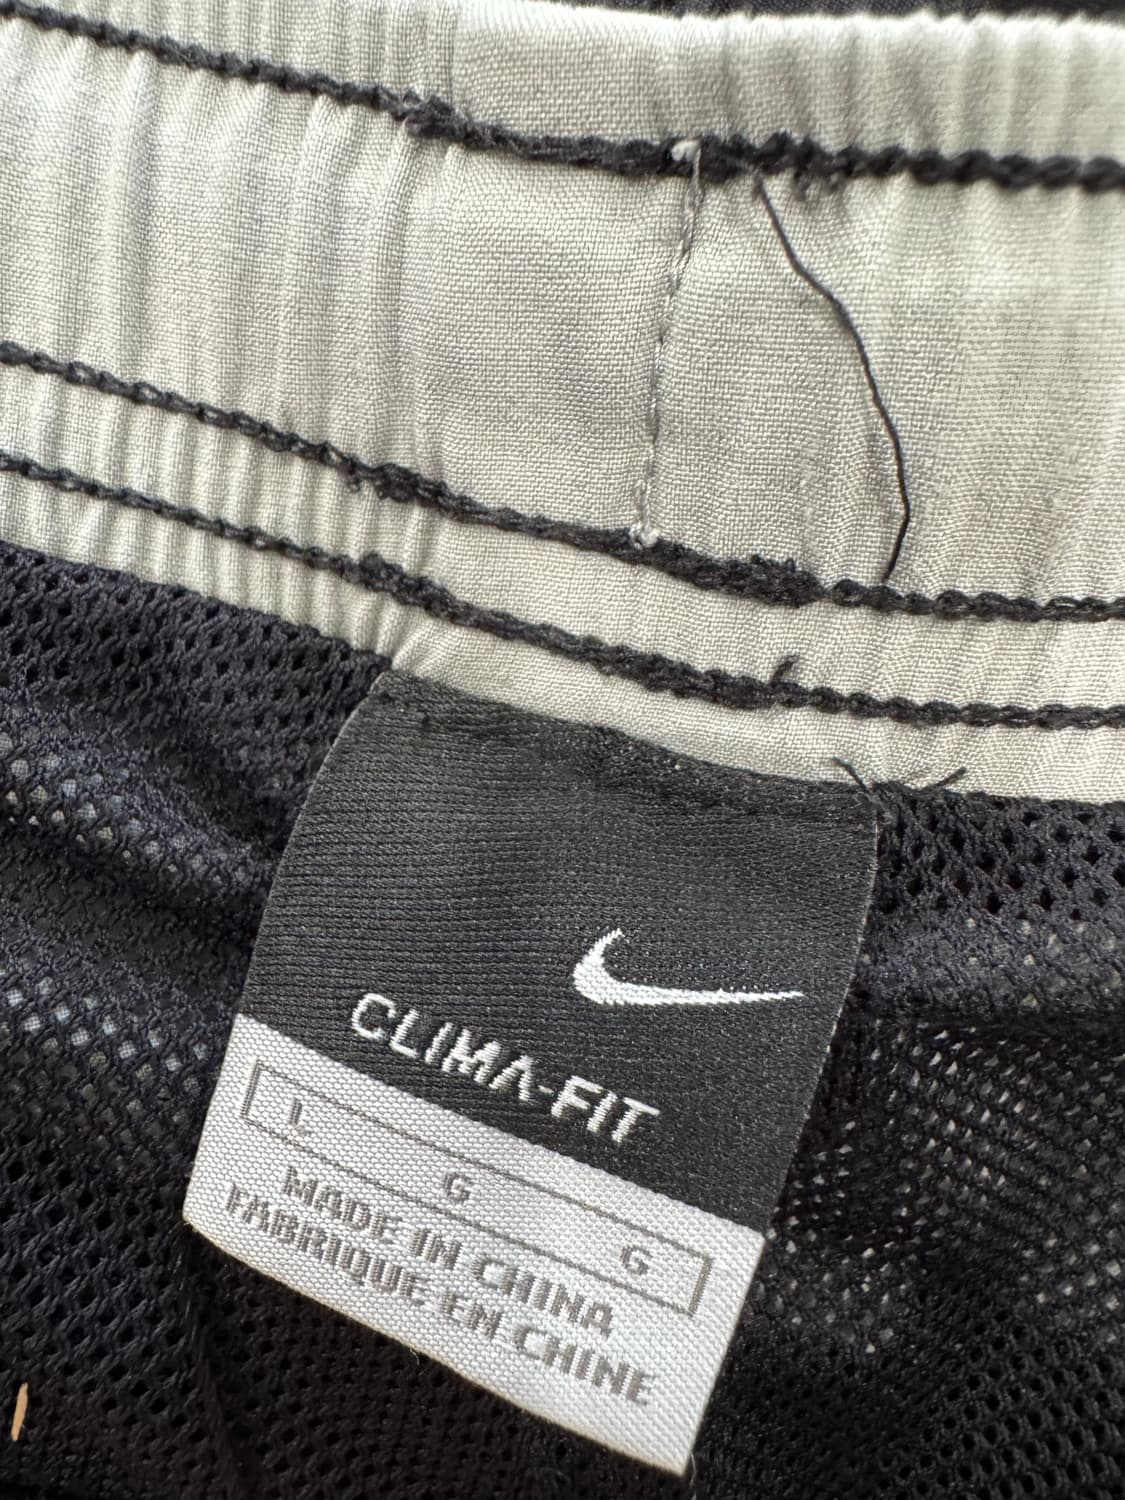 CLIMA-FIT
L G G
MADE IN CHINA
FABRIQUE EN CHINE